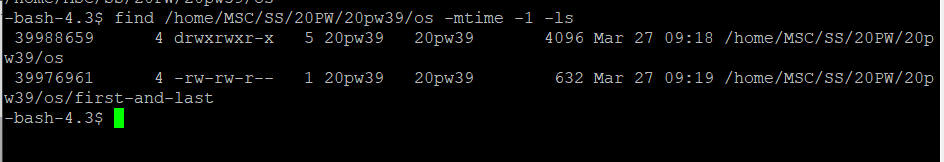 -bash-4.3$ find /home/MSC/SS/20PW/20pw39/os -mtime -1 -ls
39988659 4 drwxrwxr-x 5 20pw39 20pw39 4096 Mar 27 09:18 /home/MSC/SS/20PW/20p
w39/os
39976961 4 -rw-rw-r-- 1 20pw39 20pw39 632 Mar 27 09:19 /home/MSC/SS/20PW/20p
w39/os/first-and-last
-bash-4.3$